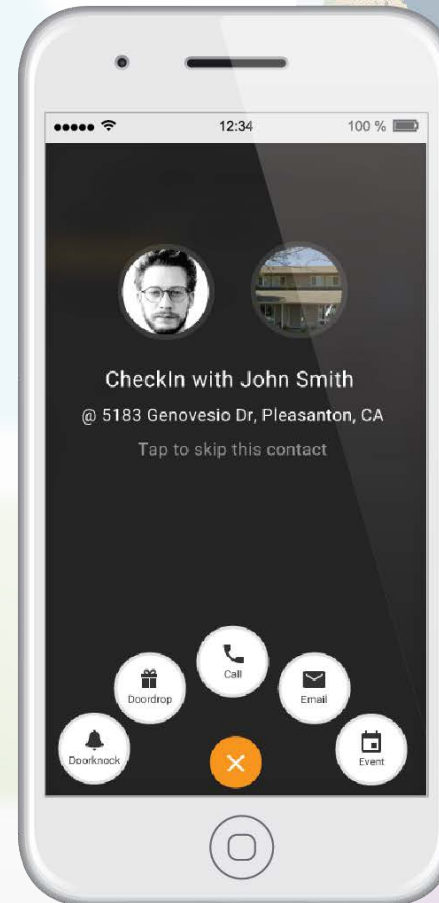 12:34
100 %
CheckIn with John Smith
@ 5183 Genovesio Dr, Pleasanton, CA
Tap to skip this contact
Call
Doordrop
Email
Doorknock
Event